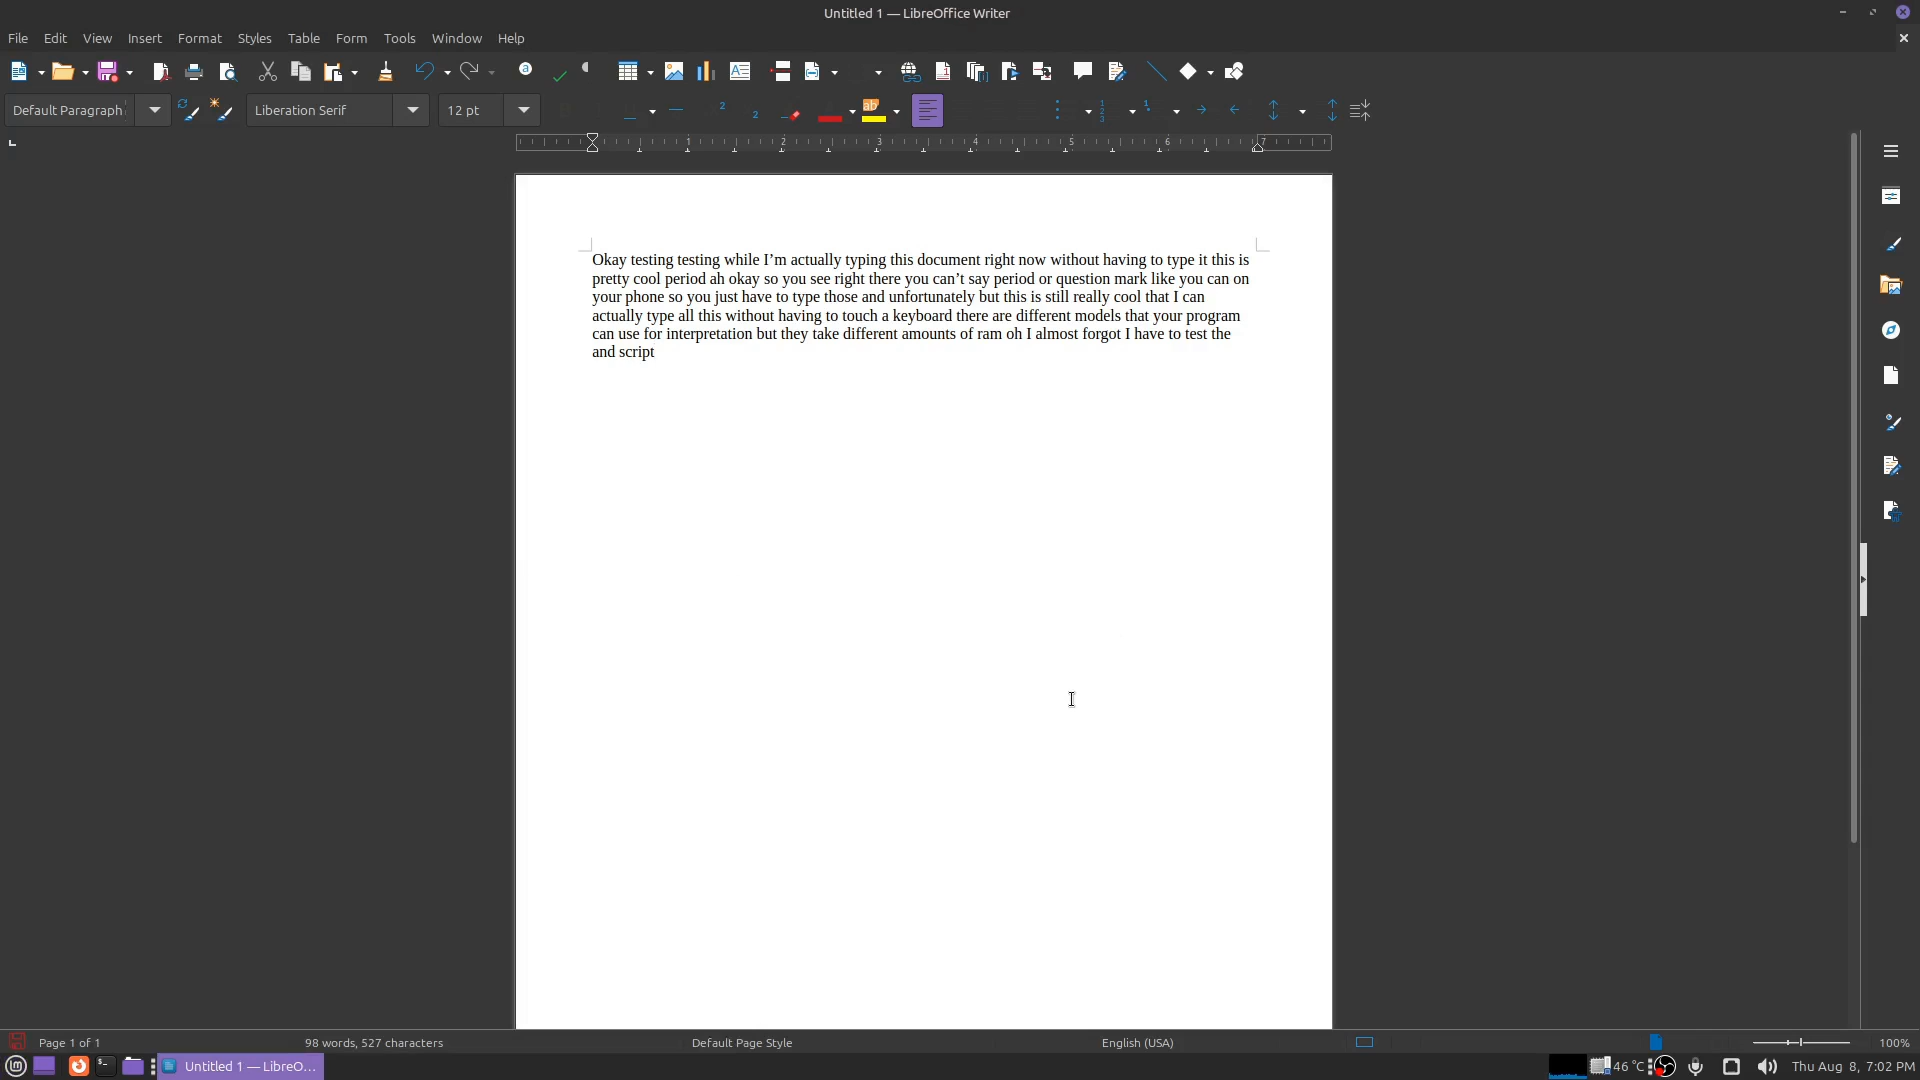 Untitled 1 — LibreOffice Writer
File Edit View Insert Format Styles Table Form Tools Window Help
Default Paragraph Liberation Serif 12 pt
1 2 3 4 5 6 7
Okay testing testing while I’m actually typing this document right now without having to type it this is
pretty cool period ah okay so you see right there you can’t say period or question mark like you can on
your phone so you just have to type those and unfortunately but this is still really cool that I can
actually type all this without having to touch a keyboard there are different models that your program
can use for interpretation but they take different amounts of ram oh I almost forgot I have to test the
and script
Page 1 of 1 98 words, 527 characters Default Page Style English (USA) 100%
Untitled 1 — LibreO... 46 °C Thu Aug 8, 7:02 PM